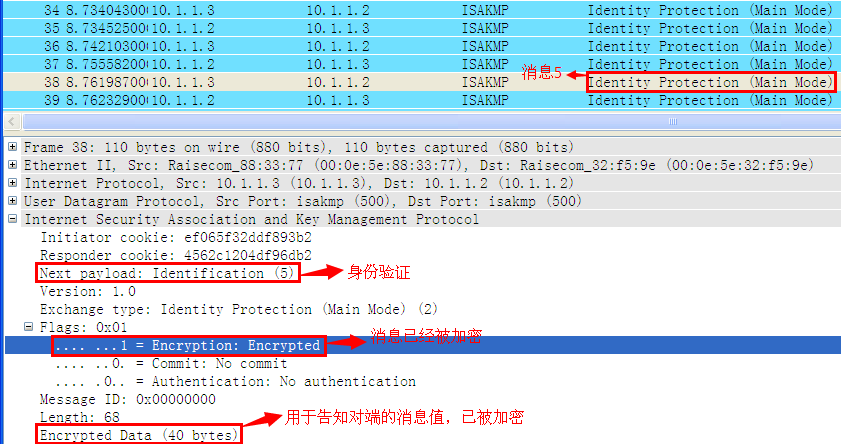 34 8.73404300( 10.1.1.3 10.1.1.2 ISAKMP Identity Protection (Main Mode)
35 8.73452500( 10.1.1.2 10.1.1.3 ISAKMP Identity Protection (Main Mode)
36 8.74210300( 10.1.1.3 10.1.1.2 ISAKMP Identity Protection (Main Mode)
37 8.75558200( 10.1.1.2 10.1.1.3 ISAKMP Identity Protection (Main Mode)
38 8.76198700( 10.1.1.3 10.1.1.2 消息5 Identity Protection (Main Mode)
39 8.76232900( 10.1.1.2 10.1.1.3 ISAKMP Identity Protection (Main Mode)
Frame 38: 110 bytes on wire (880 bits), 110 bytes captured (880 bits)
Ethernet II, Src: Raisecom_88:33:77 (00:0e:5e:88:33:77), Dst: Raisecom_32:f5:9e (00:0e:5e:32:f5:9e)
Internet Protocol, Src: 10.1.1.3 (10.1.1.3), Dst: 10.1.1.2 (10.1.1.2)
User Datagram Protocol, Src Port: isakmp (500), Dst Port: isakmp (500)
Internet Security Association and Key Management Protocol
Initiator cookie: ef065f32ddf893b2
Responder cookie: 4562c1204df96db2
Next payload: Identification (5) 身份验证
Version: 1.0
Exchange type: Identity Protection (Main Mode) (2)
Flags: 0x01
.... ...1 = Encryption: Encrypted 消息已经被加密
.... ..0. = Commit: No commit
.... .0.. = Authentication: No authentication
Message ID: 0x00000000
Length: 68
Encrypted Data (40 bytes) 用于告知对端的消息值，已被加密